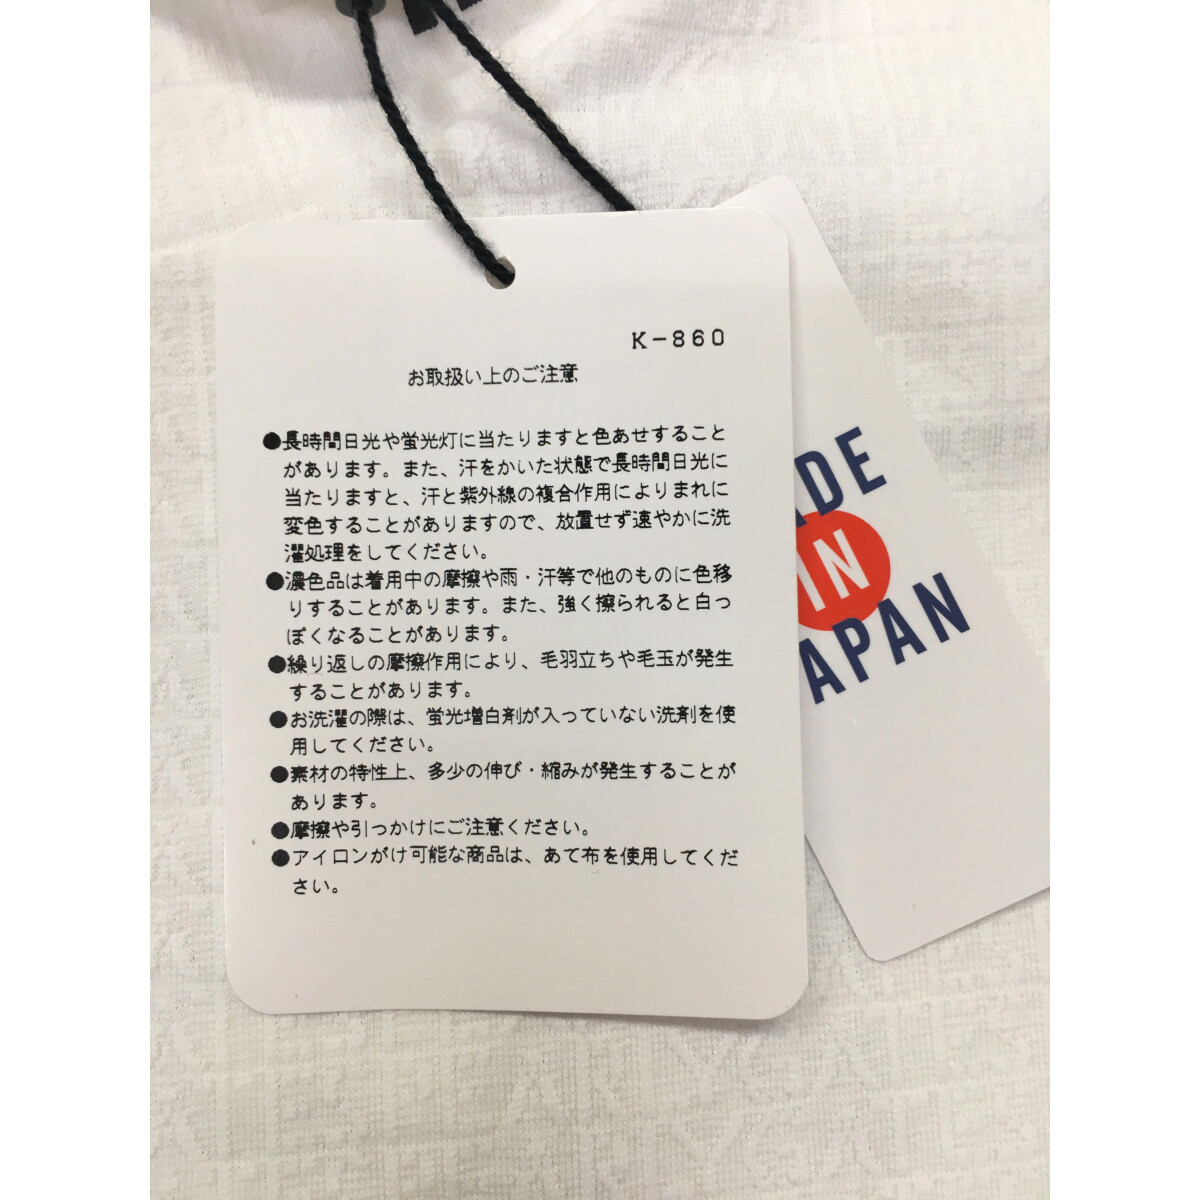 K-860
お取扱い上のご注意
●長時間日光や蛍光灯に当たりますと色あせすること
があります。また、汗をかいた状態で長時間日光に
当たりますと、汗と紫外線の複合作用によりまれに
変色することがありますので、放置せず速やかに洗
濯処理をしてください。
●濃色品は着用中の摩擦や雨・汗等で他のものに色移
りすることがあります。また、強く擦られると白っ
ぽくなることがあります。
●繰り返しの摩擦作用により、毛羽立ちや毛玉が発生
することがあります。
●お洗濯の際は、蛍光増白剤が入っていない洗剤を使
用してください。
●素材の特性上、多少の伸び・縮みが発生することが
あります。
●摩擦や引っかけにご注意ください。
●アイロンがけ可能な商品は、あて布を使用してくだ
さい。
ADE
IN
APAN